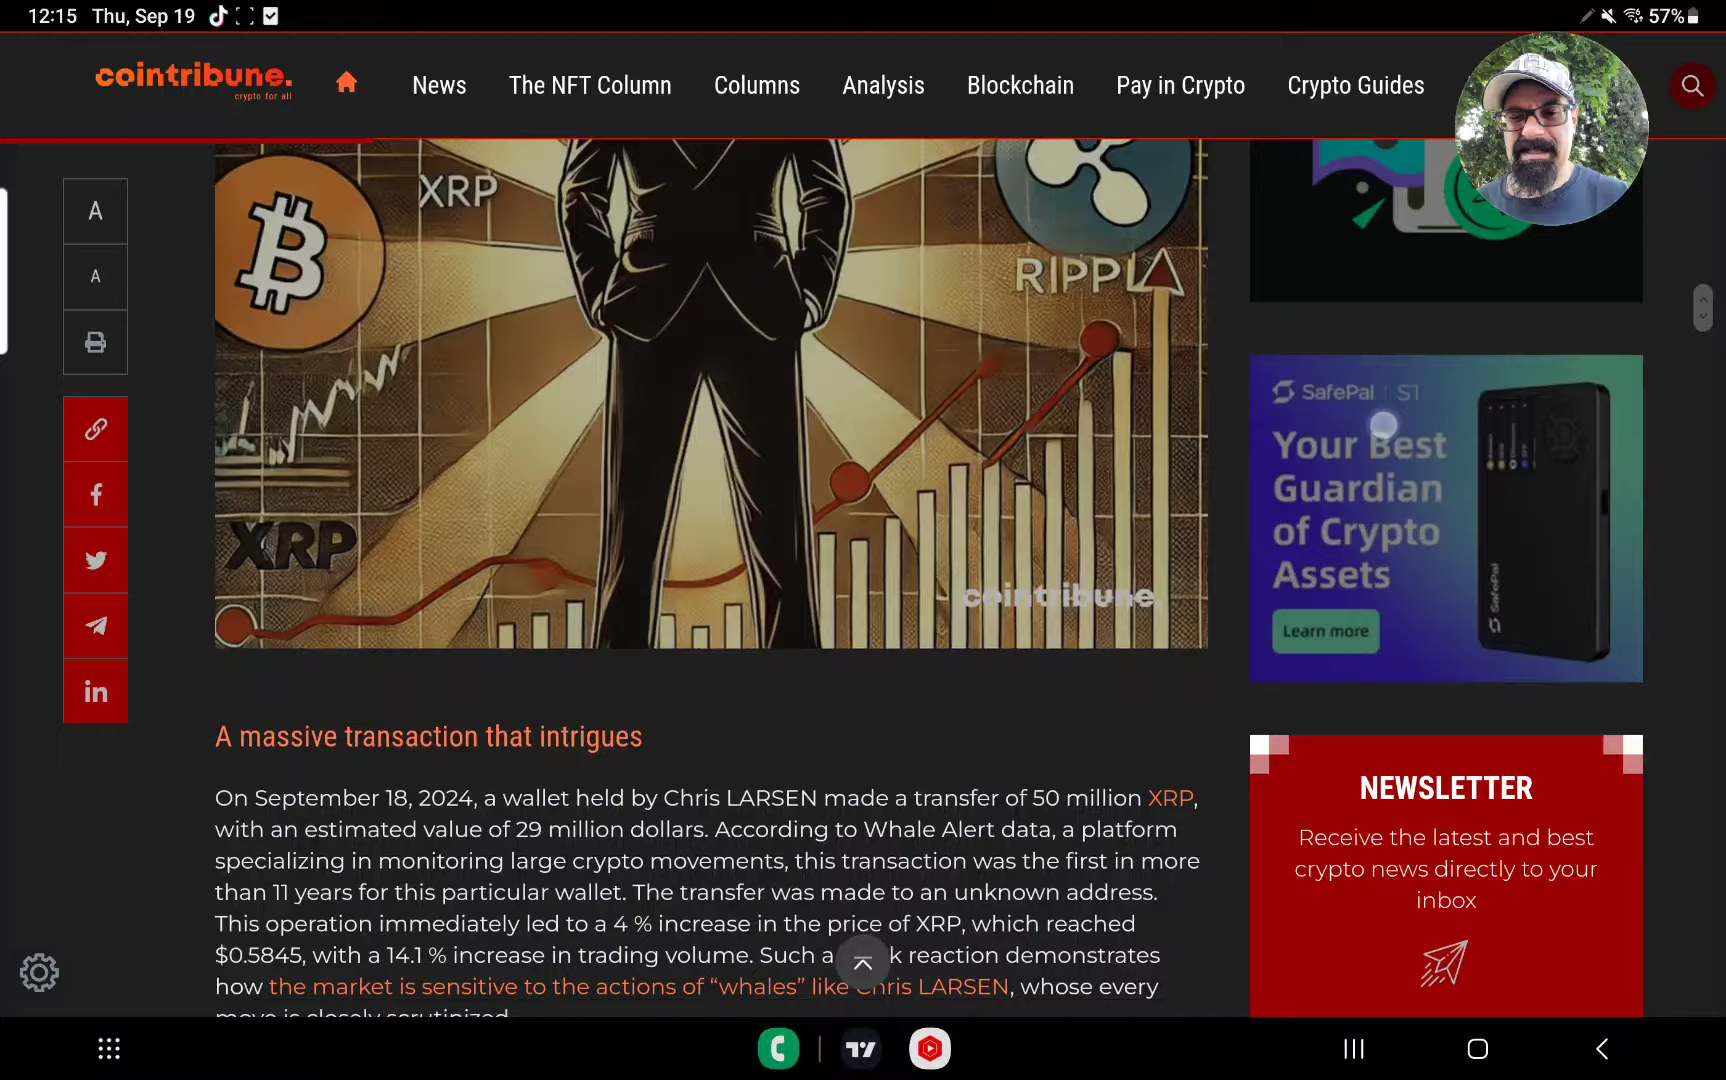 12:15 Thu, Sep 19
57%
cointribune.
crypto for all
News The NFT Column Columns Analysis Blockchain Pay in Crypto Crypto Guides
A
A
XRP
RIPPL
XRP
cointribune
SafePal | S1
Your Best
Guardian
of Crypto
Assets
Learn more
SafePal
A massive transaction that intrigues
On September 18, 2024, a wallet held by Chris LARSEN made a transfer of 50 million XRP,
with an estimated value of 29 million dollars. According to Whale Alert data, a platform
specializing in monitoring large crypto movements, this transaction was the first in more
than 11 years for this particular wallet. The transfer was made to an unknown address.
This operation immediately led to a 4 % increase in the price of XRP, which reached
$0.5845, with a 14.1 % increase in trading volume. Such a k reaction demonstrates
how the market is sensitive to the actions of “whales” like Chris LARSEN, whose every
move is closely scrutinized.
NEWSLETTER
Receive the latest and best
crypto news directly to your
inbox